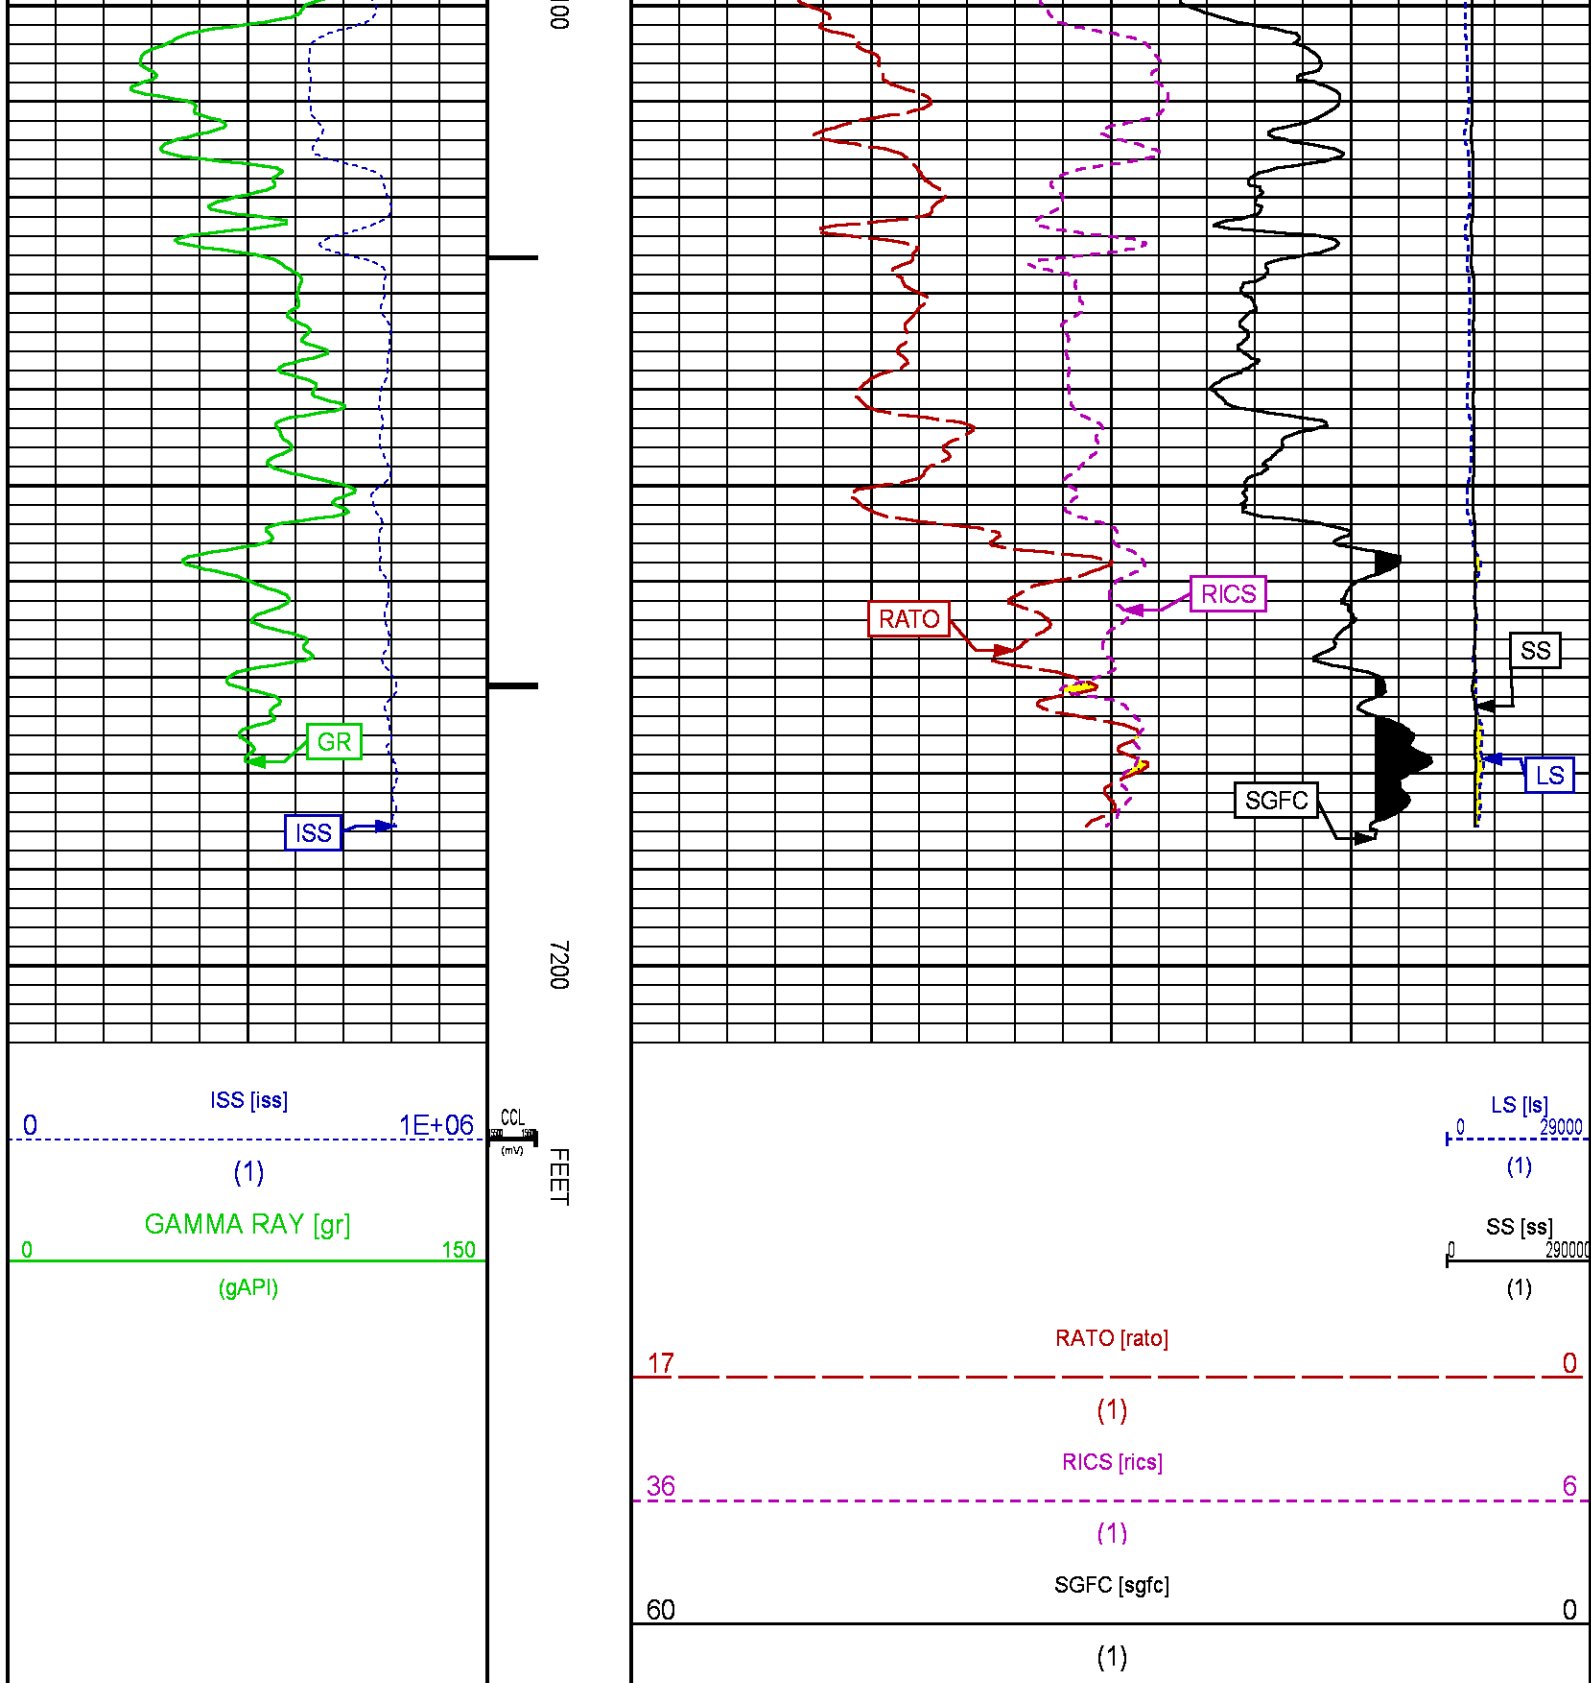 100
RICS
RATO
SS
GR
LS
SGFC
ISS
7200
ISS [iss]
0 1E+06
(1)
GAMMA RAY [gr]
0 150
(gAPI)
CCL
(mV)
FEET
LS [ls]
0 29000
(1)
SS [ss]
0 290000
(1)
RATO [rato]
17 0
(1)
RICS [rics]
36 6
(1)
SGFC [sgfc]
60 0
(1)